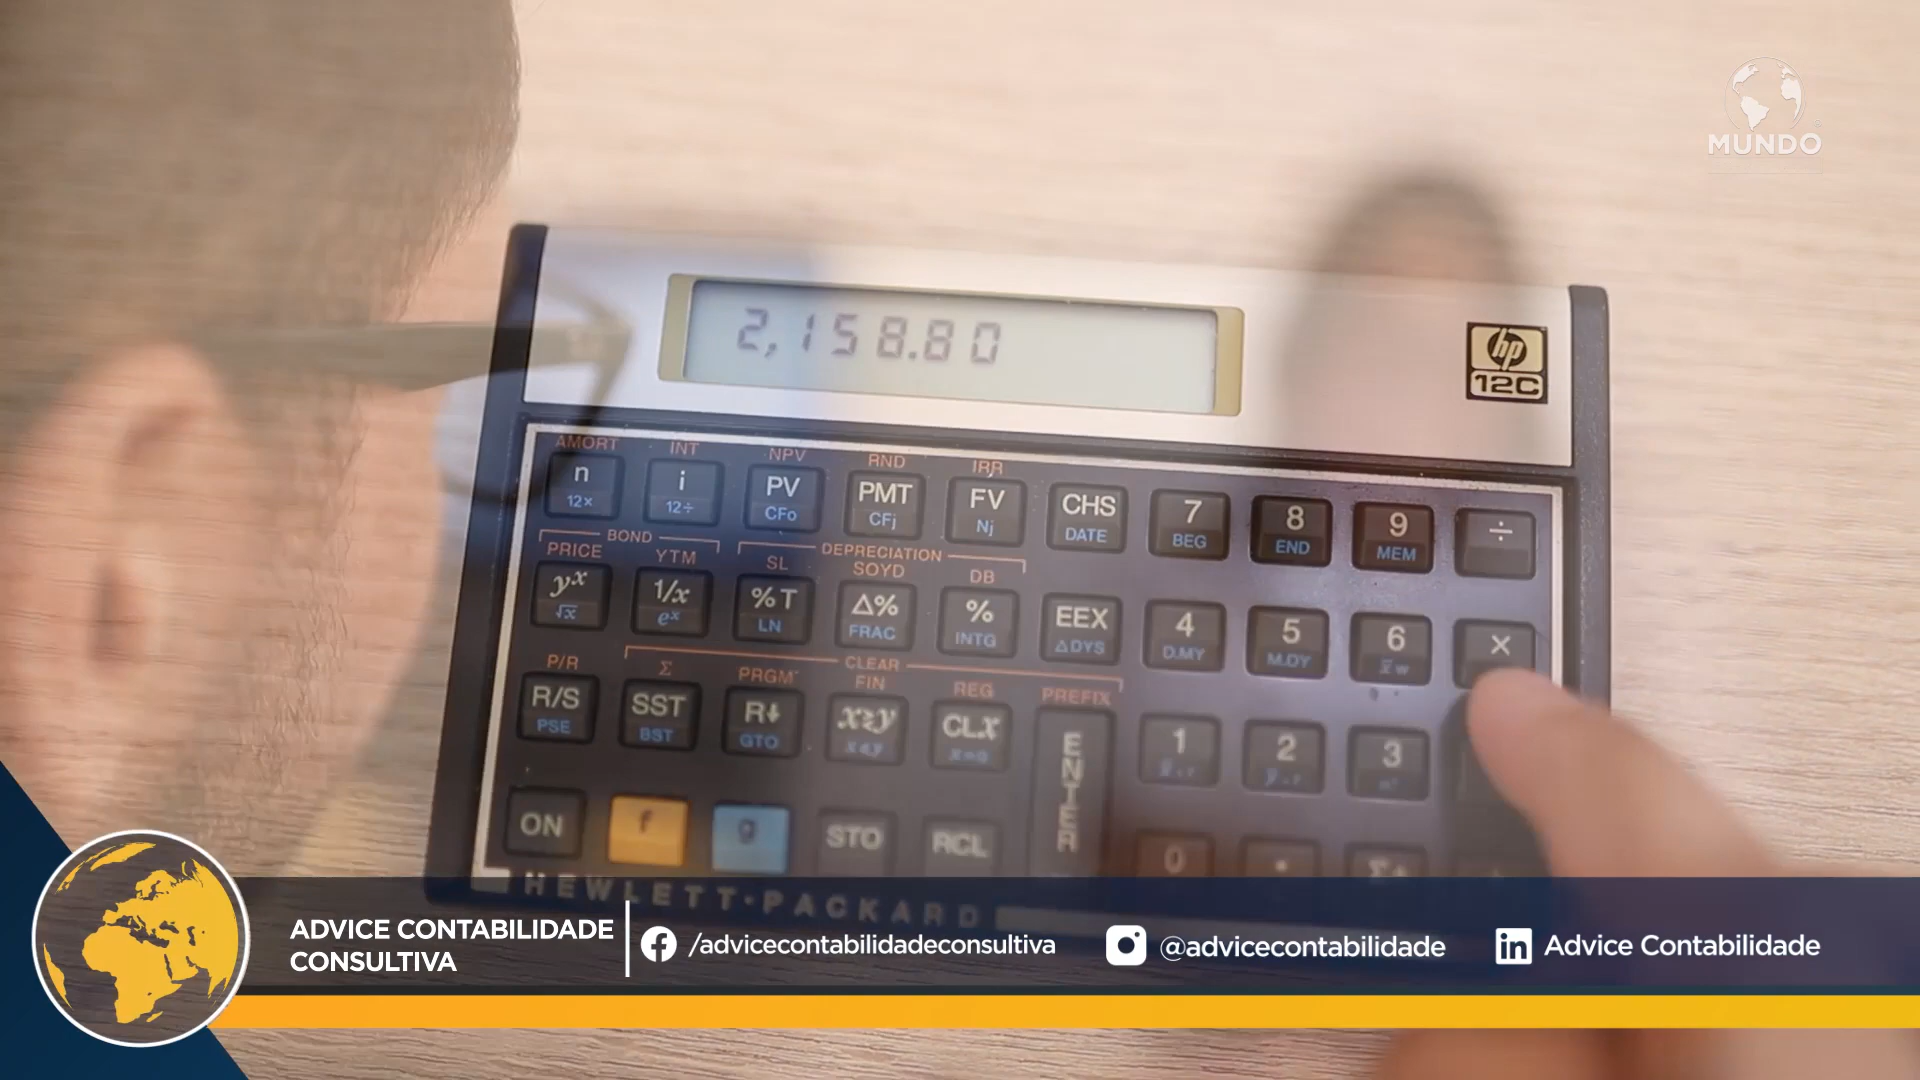 MUNDO
2,158.80
hp
12C
AMORT INT NPV RND IRR
n i PV PMT FV CHS 7 8 9 ÷
12× 12÷ CFo CFj Nj DATE BEG END MEM
BOND DEPRECIATION
PRICE YTM SL SOYD DB
yˣ 1/x %T Δ% % EEX 4 5 6 ×
√x eˣ LN FRAC INTG ΔDYS D.MY M.DY x̄w
P/R Σ PRGM CLEAR FIN REG PREFIX
R/S SST R↓ x≷y CLx ENTER 1 2 3
PSE BST GTO x≤y x=0
ON f g STO RCL 0 . Σ+
HEWLETT·PACKARD
ADVICE CONTABILIDADE
CONSULTIVA
/advicecontabilidadeconsultiva
@advicecontabilidade
in Advice Contabilidade